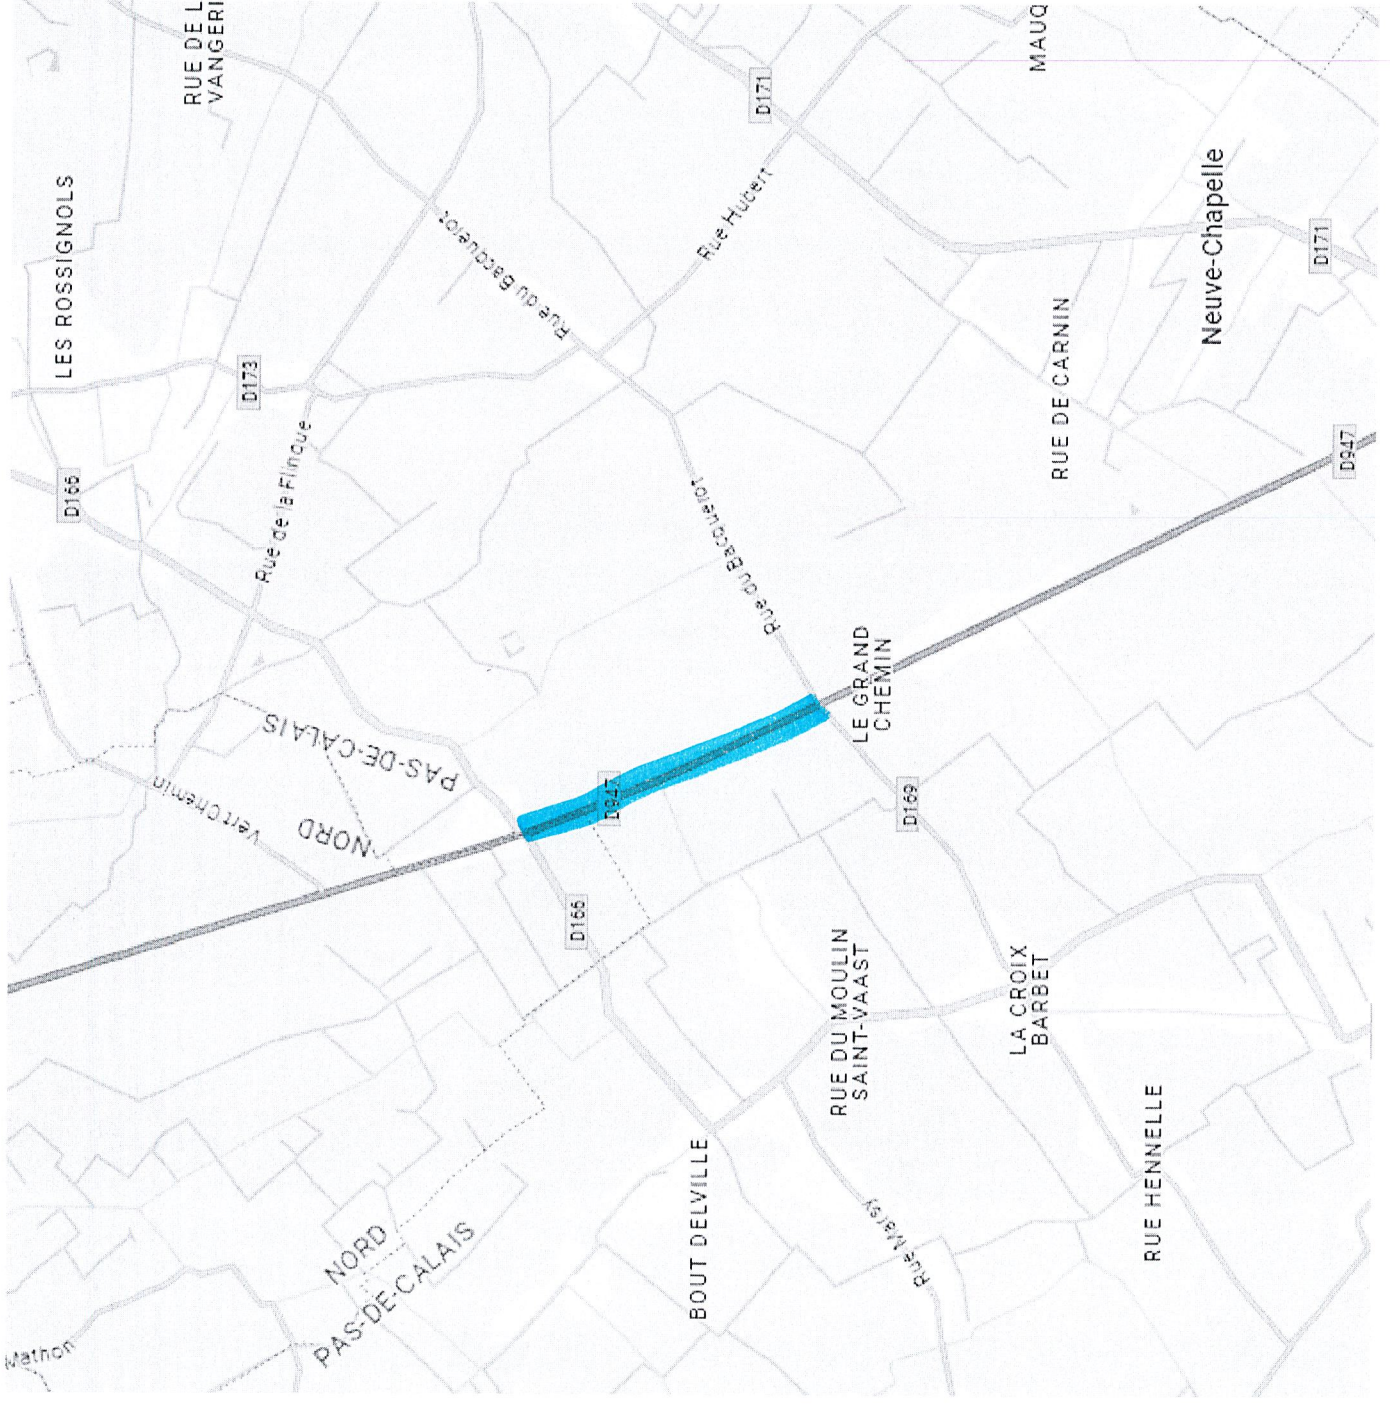 Mathon
D166
LES ROSSIGNOLS
Vert Chemin
RUE DE L
VANGERI
D173
Rue de la Flinque
NORD
PAS-DE-CALAIS
NORD
PAS-DE-CALAIS
Rue du Bacquerot
D166
D947
BOUT DELVILLE
Rue du Bacquerot
Rue Hubert
D171
RUE DU MOULIN
SAINT-VAAST
LE GRAND
CHEMIN
Rue Marsy
D169
LA CROIX
BARBET
MAUQ
RUE DE CARNIN
RUE HENNELLE
Neuve-Chapelle
D171
D947